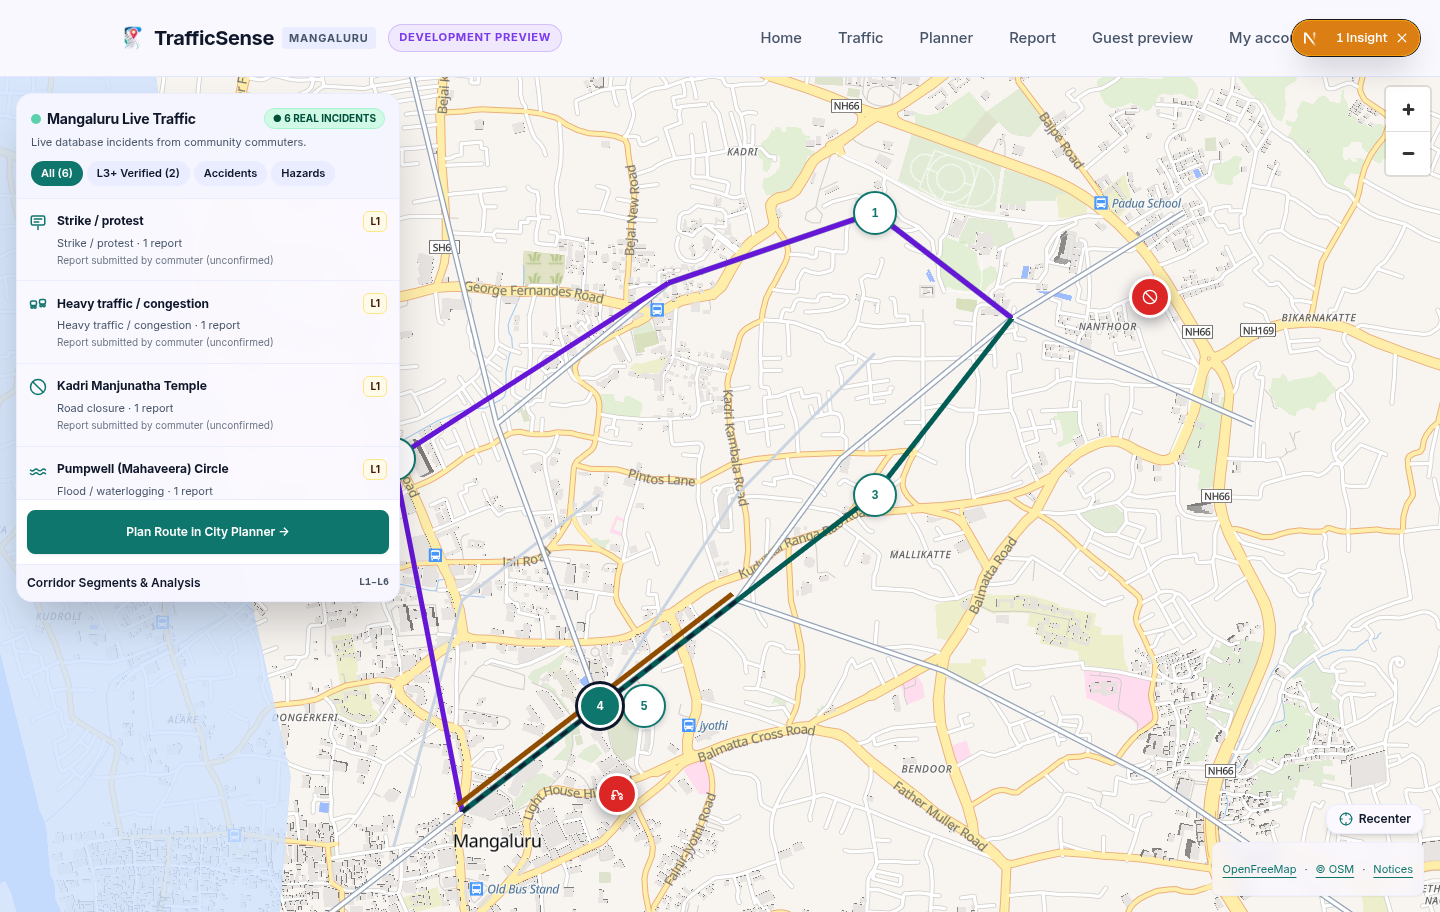 TrafficSense MANGALURU DEVELOPMENT PREVIEW
Home Traffic Planner Report Guest preview My accou
1 Insight
Mangaluru Live Traffic
6 REAL INCIDENTS
Live database incidents from community commuters.
All (6) L3+ Verified (2) Accidents Hazards
Strike / protest L1
Strike / protest · 1 report
Report submitted by commuter (unconfirmed)
Heavy traffic / congestion L1
Heavy traffic / congestion · 1 report
Report submitted by commuter (unconfirmed)
Kadri Manjunatha Temple L1
Road closure · 1 report
Report submitted by commuter (unconfirmed)
Pumpwell (Mahaveera) Circle L1
Flood / waterlogging · 1 report
Plan Route in City Planner →
Corridor Segments & Analysis L1–L6
NH66
KADRI
Bajpe Road
Bejai New Road
Padua School
1
SH6
George Fernandes Road
NANTHOOR
NH66
NH169
BIKARNAKATTE
Kadri Kambala Road
Pintos Lane
3
NH66
MALLIKATTE
Balmatta Road
KUDROLI
ALAKE
DONGERKERI
4
5
Jyothi
Balmatta Cross Road
BENDOOR
NH66
Father Muller Road
Mangaluru
Falnir-Jyothi Road
Old Bus Stand
Recenter
OpenFreeMap · © OSM · Notices